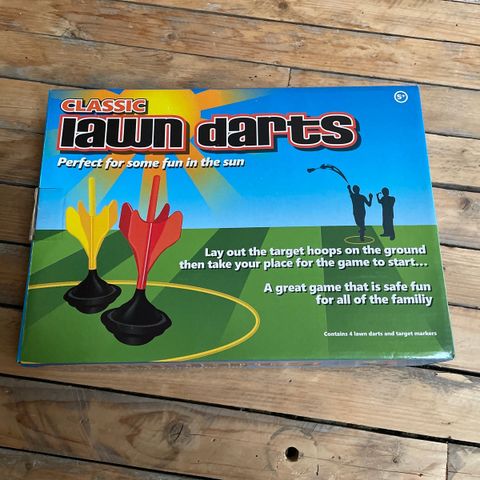 CLASSIC
lawn darts
Perfect for some fun in the sun
5+
Lay out the target hoops on the ground
then take your place for the game to start...
A great game that is safe fun
for all of the familiy
Contains 4 lawn darts and target markers